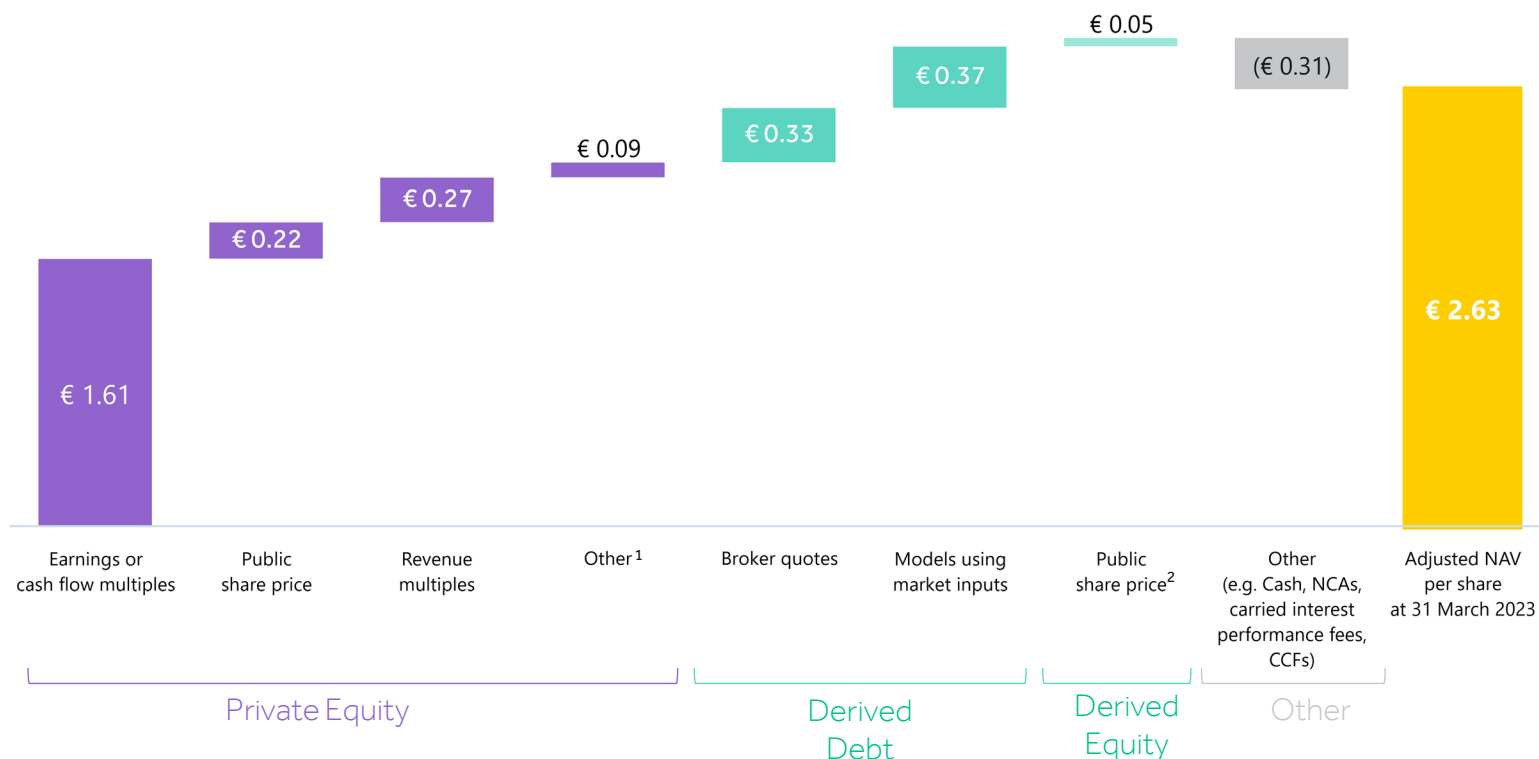 € 1.61
€ 0.22
€ 0.27
€ 0.09
€ 0.33
€ 0.37
€ 0.05
(€ 0.31)
€ 2.63
Earnings or
cash flow multiples
Public
share price
Revenue
multiples
Other 1
Broker quotes
Models using
market inputs
Public
share price2
Other
(e.g. Cash, NCAs,
carried interest
performance fees,
CCFs)
Adjusted NAV
per share
at 31 March 2023
Private Equity
Derived
Debt
Derived
Equity
Other